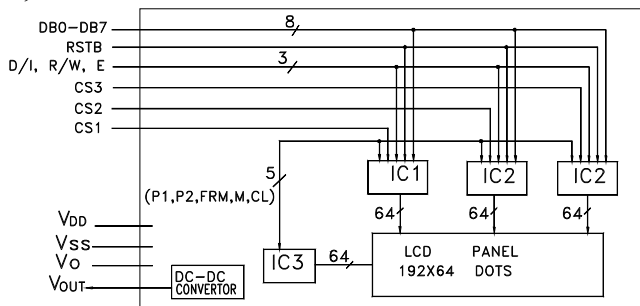 DB0-DB7 8
RSTB
D/I, R/W, E 3
CS3
CS2
CS1
IC1 IC2 IC2
5
(P1,P2,FRM,M,CL)
64 64 64
VDD
VSS
VO
VOUT
DC-DC
CONVERTOR
IC3 64
LCD PANEL
192X64 DOTS